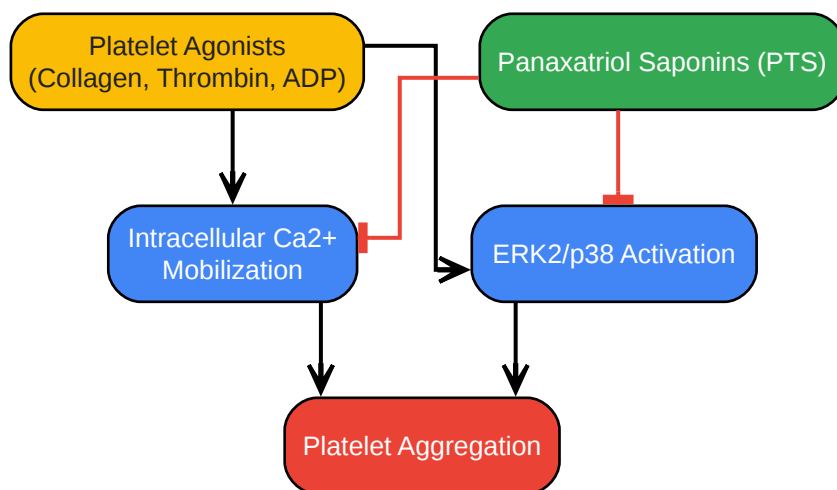 Platelet Agonists
(Collagen, Thrombin, ADP)
Panaxatriol Saponins (PTS)
Intracellular Ca2+
Mobilization
ERK2/p38 Activation
Platelet Aggregation